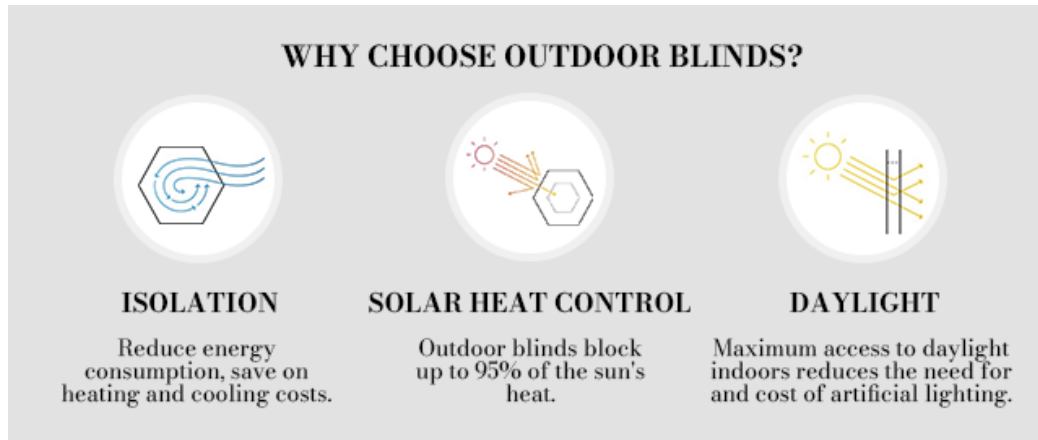 WHY CHOOSE OUTDOOR BLINDS?
ISOLATION
Reduce energy
consumption, save on
heating and cooling costs.
SOLAR HEAT CONTROL
Outdoor blinds block
up to 95% of the sun's
heat.
DAYLIGHT
Maximum access to daylight
indoors reduces the need for
and cost of artificial lighting.